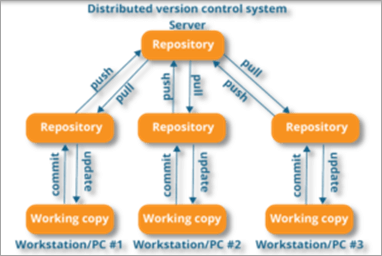 Distributed version control system
Server
Repository
push
pull
push
pull
pull
push
Repository
Repository
Repository
commit
update
commit
update
commit
update
Working copy
Working copy
Working copy
Workstation/PC #1
Workstation/PC #2
Workstation/PC #3